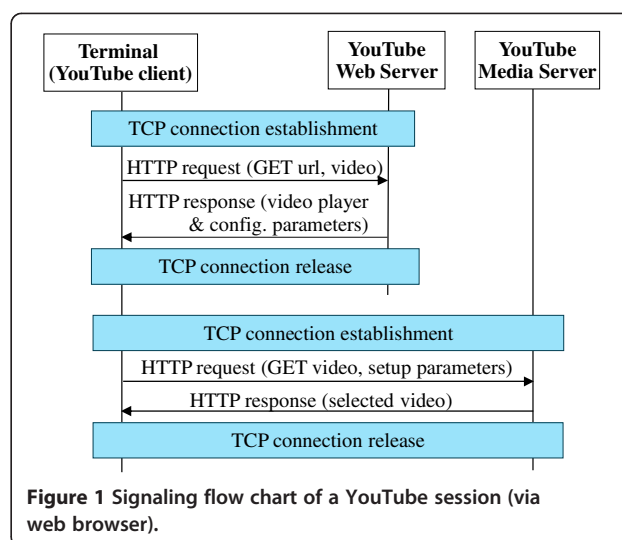 Terminal
(YouTube client)
YouTube
Web Server
YouTube
Media Server
TCP connection establishment
HTTP request (GET url, video)
HTTP response (video player
& config. parameters)
TCP connection release
TCP connection establishment
HTTP request (GET video, setup parameters)
HTTP response (selected video)
TCP connection release
Figure 1 Signaling flow chart of a YouTube session (via
web browser).